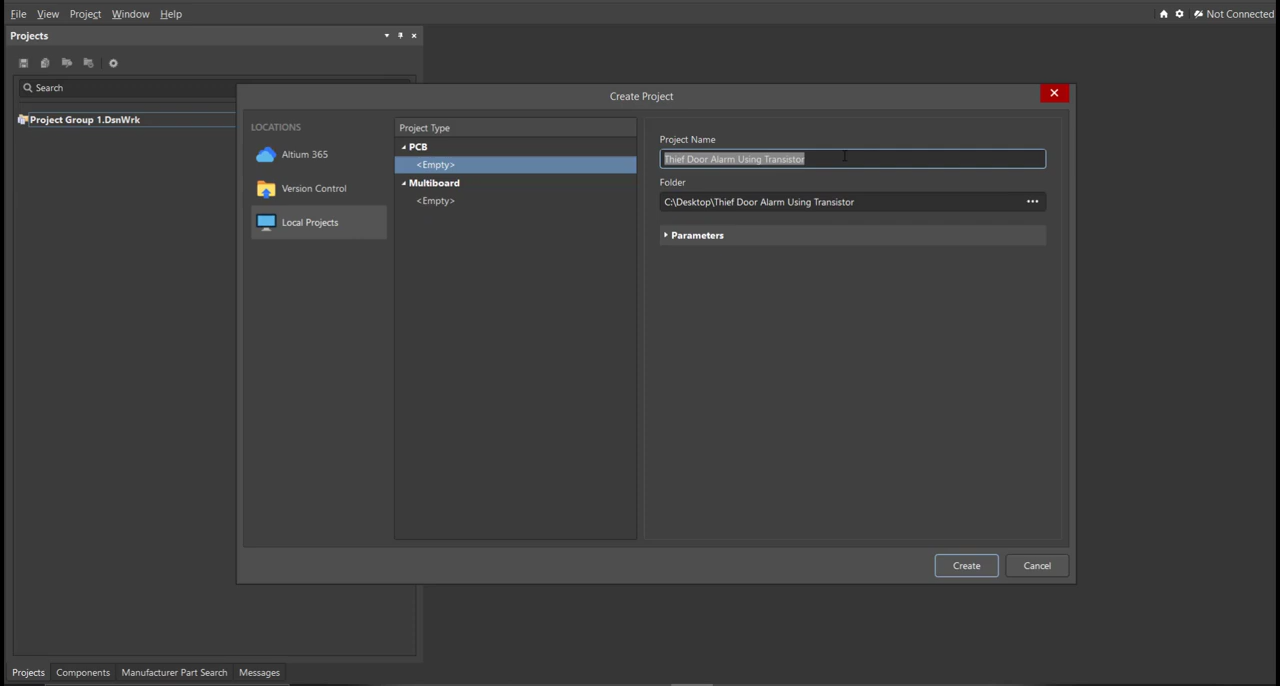 File View Project Window Help
Not Connected
Projects
Search
Project Group 1.DsnWrk
Create Project
LOCATIONS
Altium 365
Version Control
Local Projects
Project Type
PCB
<Empty>
Multiboard
<Empty>
Project Name
Thief Door Alarm Using Transistor
Folder
C:\Desktop\Thief Door Alarm Using Transistor
Parameters
Create Cancel
Projects Components Manufacturer Part Search Messages